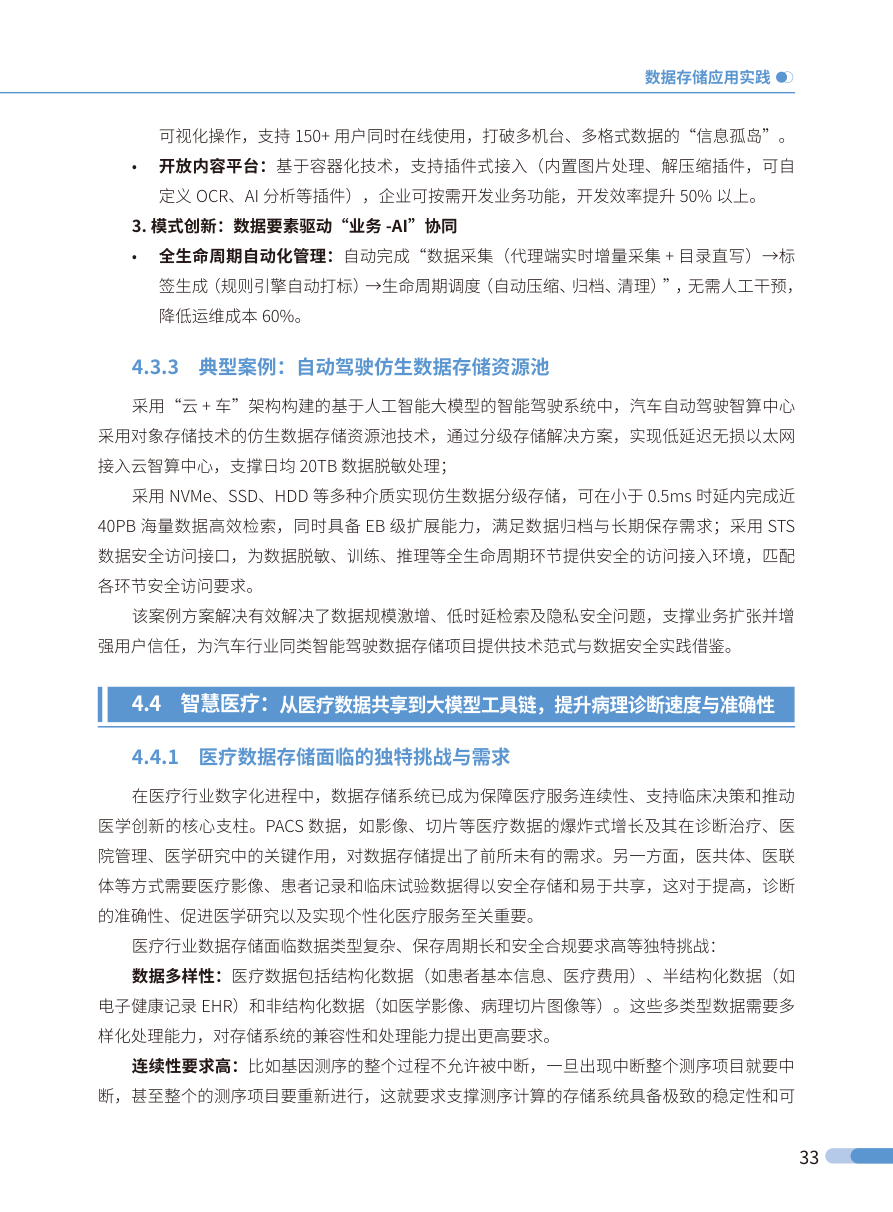 数据存储应用实践
可视化操作，支持 150+ 用户同时在线使用，打破多机台、多格式数据的“信息孤岛”。
• 开放内容平台：基于容器化技术，支持插件式接入（内置图片处理、解压缩插件，可自
定义 OCR、AI 分析等插件），企业可按需开发业务功能，开发效率提升 50% 以上。
3. 模式创新：数据要素驱动“业务 -AI”协同
• 全生命周期自动化管理：自动完成“数据采集（代理端实时增量采集 + 目录直写）→标
签生成（规则引擎自动打标）→生命周期调度（自动压缩、归档、清理）”，无需人工干预，
降低运维成本 60%。
4.3.3 典型案例：自动驾驶仿生数据存储资源池
采用“云 + 车”架构构建的基于人工智能大模型的智能驾驶系统中，汽车自动驾驶智算中心
采用对象存储技术的仿生数据存储资源池技术，通过分级存储解决方案，实现低延迟无损以太网
接入云智算中心，支撑日均 20TB 数据脱敏处理；
采用 NVMe、SSD、HDD 等多种介质实现仿生数据分级存储，可在小于 0.5ms 时延内完成近
40PB 海量数据高效检索，同时具备 EB 级扩展能力，满足数据归档与长期保存需求；采用 STS
数据安全访问接口，为数据脱敏、训练、推理等全生命周期环节提供安全的访问接入环境，匹配
各环节安全访问要求。
该案例方案解决有效解决了数据规模激增、低时延检索及隐私安全问题，支撑业务扩张并增
强用户信任，为汽车行业同类智能驾驶数据存储项目提供技术范式与数据安全实践借鉴。
4.4 智慧医疗：从医疗数据共享到大模型工具链，提升病理诊断速度与准确性
4.4.1 医疗数据存储面临的独特挑战与需求
在医疗行业数字化进程中，数据存储系统已成为保障医疗服务连续性、支持临床决策和推动
医学创新的核心支柱。PACS 数据，如影像、切片等医疗数据的爆炸式增长及其在诊断治疗、医
院管理、医学研究中的关键作用，对数据存储提出了前所未有的需求。另一方面，医共体、医联
体等方式需要医疗影像、患者记录和临床试验数据得以安全存储和易于共享，这对于提高，诊断
的准确性、促进医学研究以及实现个性化医疗服务至关重要。
医疗行业数据存储面临数据类型复杂、保存周期长和安全合规要求高等独特挑战：
数据多样性：医疗数据包括结构化数据（如患者基本信息、医疗费用）、半结构化数据（如
电子健康记录 EHR）和非结构化数据（如医学影像、病理切片图像等）。这些多类型数据需要多
样化处理能力，对存储系统的兼容性和处理能力提出更高要求。
连续性要求高：比如基因测序的整个过程不允许被中断，一旦出现中断整个测序项目就要中
断，甚至整个的测序项目要重新进行，这就要求支撑测序计算的存储系统具备极致的稳定性和可
33